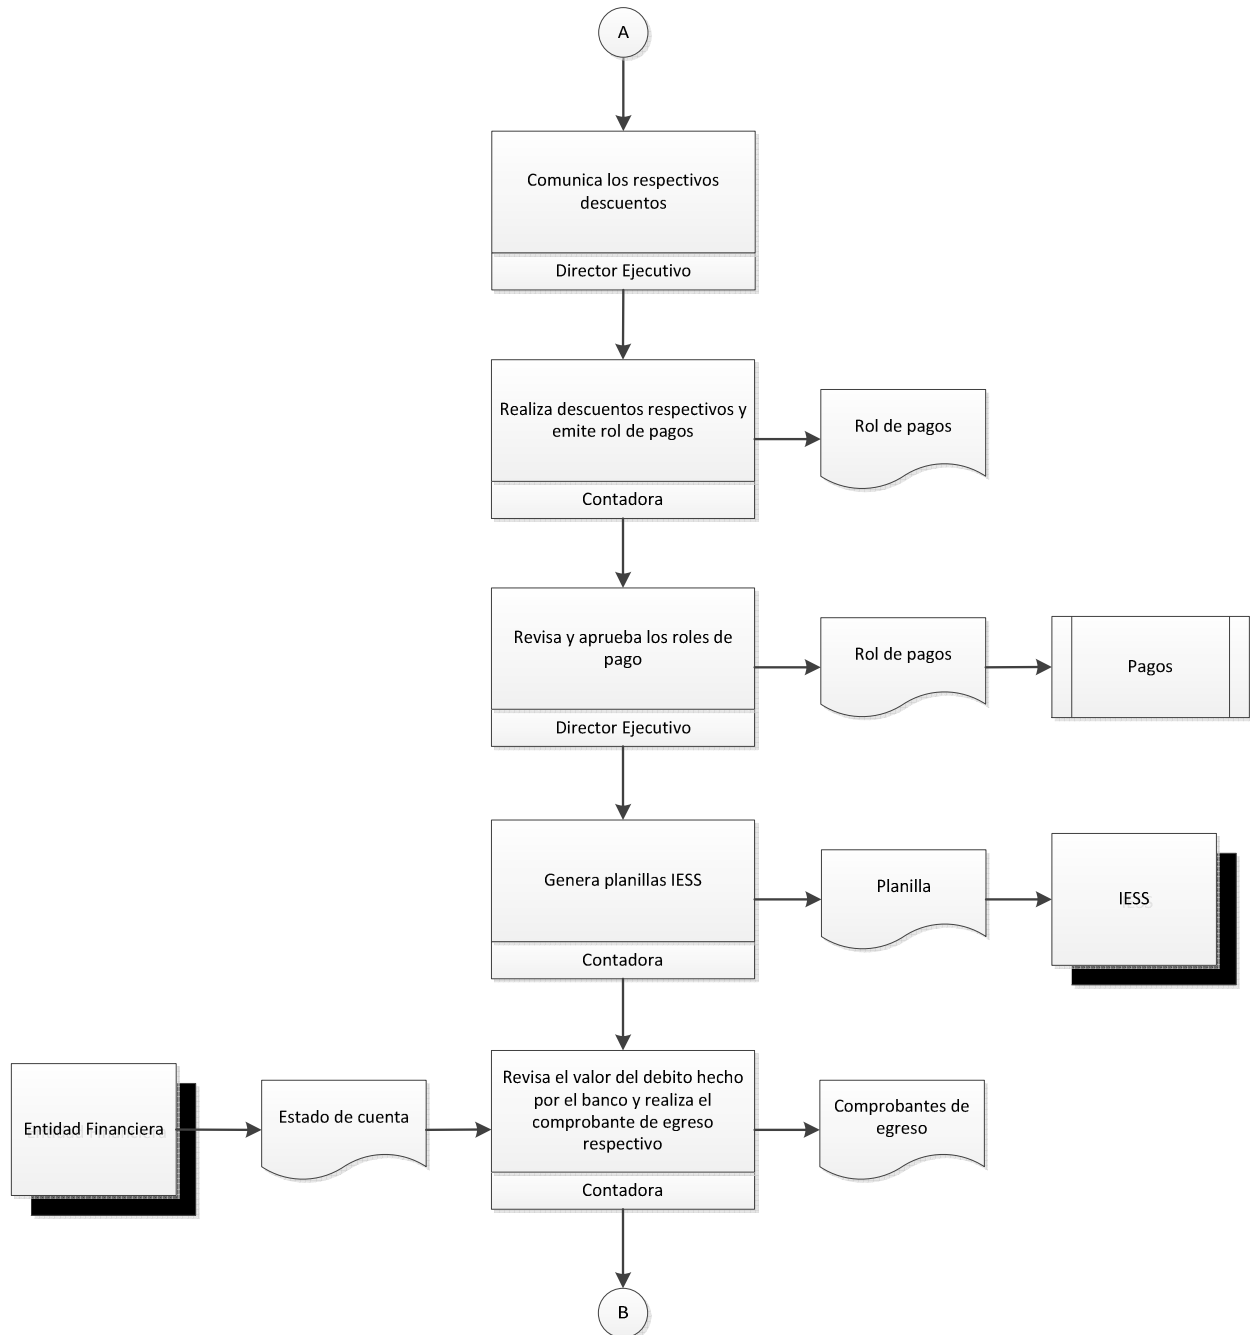 A
Comunica los respectivos
descuentos
Director Ejecutivo
Realiza descuentos respectivos y
emite rol de pagos
Contadora
Rol de pagos
Revisa y aprueba los roles de
pago
Director Ejecutivo
Rol de pagos
Pagos
Genera planillas IESS
Contadora
Planilla
IESS
Entidad Financiera
Estado de cuenta
Revisa el valor del debito hecho
por el banco y realiza el
comprobante de egreso
respectivo
Contadora
Comprobantes de
egreso
B